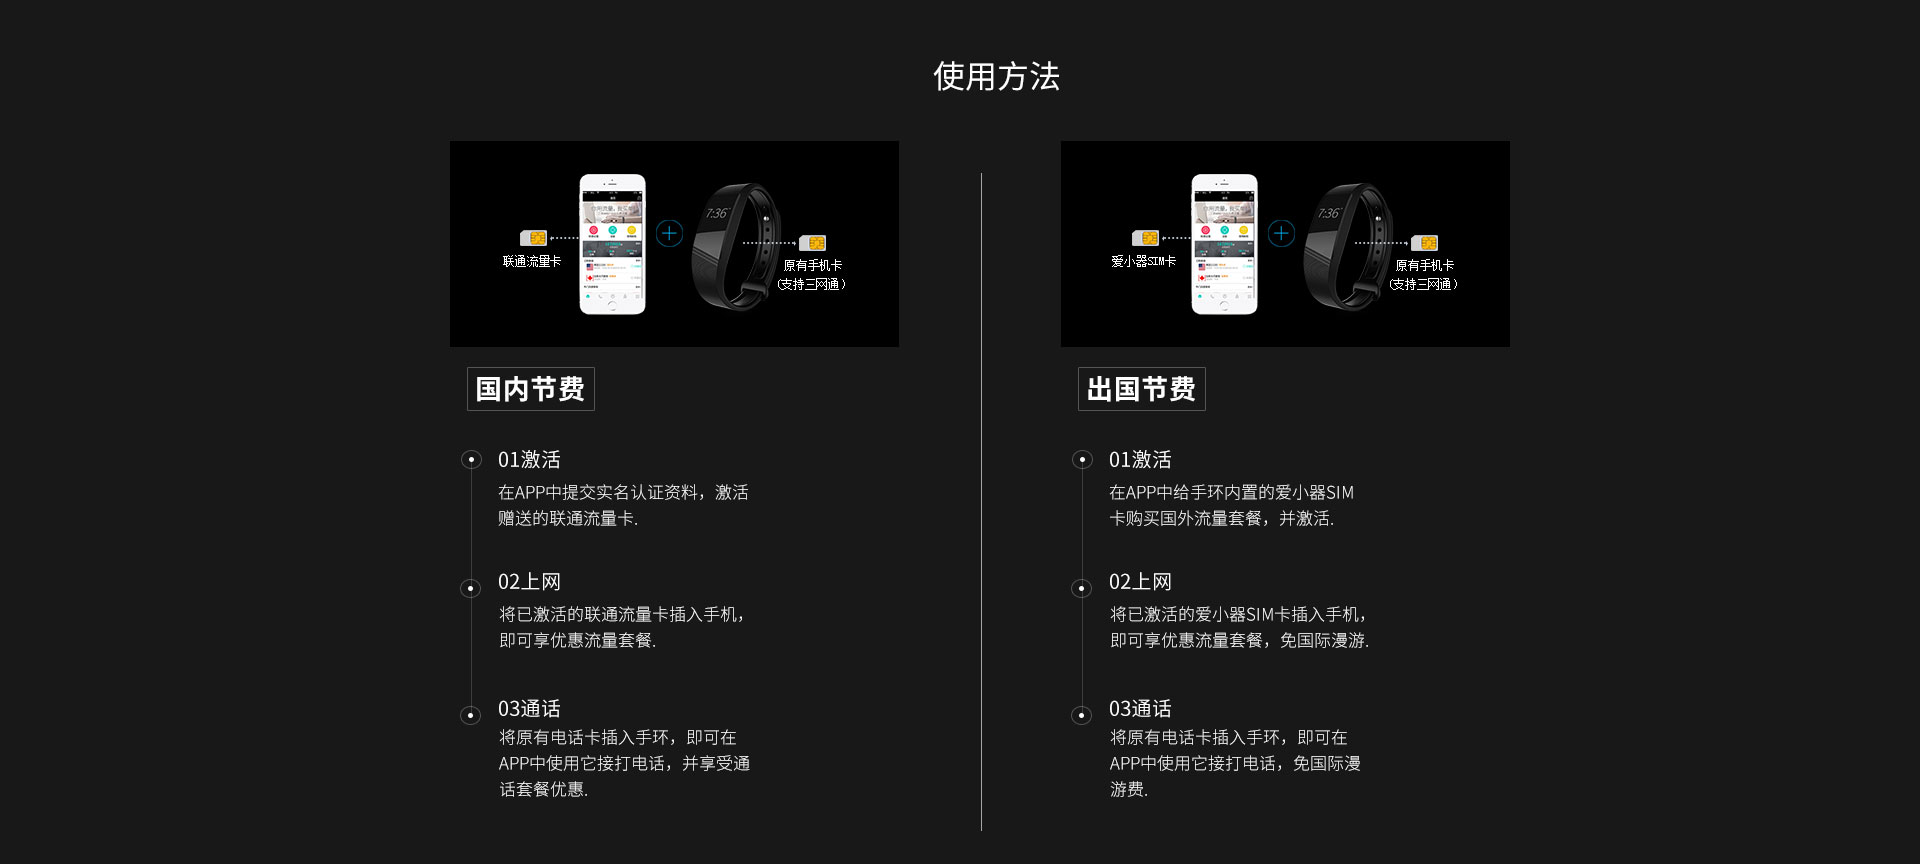 使用方法
联通流量卡
7:36
原有手机卡
(支持三网通)
国内节费
01激活
在APP中提交实名认证资料，激活
赠送的联通流量卡.
02上网
将已激活的联通流量卡插入手机，
即可享优惠流量套餐.
03通话
将原有电话卡插入手环，即可在
APP中使用它接打电话，并享受通
话套餐优惠.
爱小器SIM卡
7:36
原有手机卡
(支持三网通)
出国节费
01激活
在APP中给手环内置的爱小器SIM
卡购买国外流量套餐，并激活.
02上网
将已激活的爱小器SIM卡插入手机，
即可享优惠流量套餐，免国际漫游.
03通话
将原有电话卡插入手环，即可在
APP中使用它接打电话，免国际漫
游费.